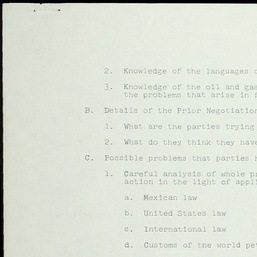 2. Knowledge of the languages
3. Knowledge of the oil and gas
the problems that arise in
B. Details of the Prior Negotiation
1. What are the parties trying
2. What do they think they have
C. Possible problems that parties
1. Careful analysis of whole
action in the light of
a. Mexican law
b. United States law
c. International law
d. Customs of the world